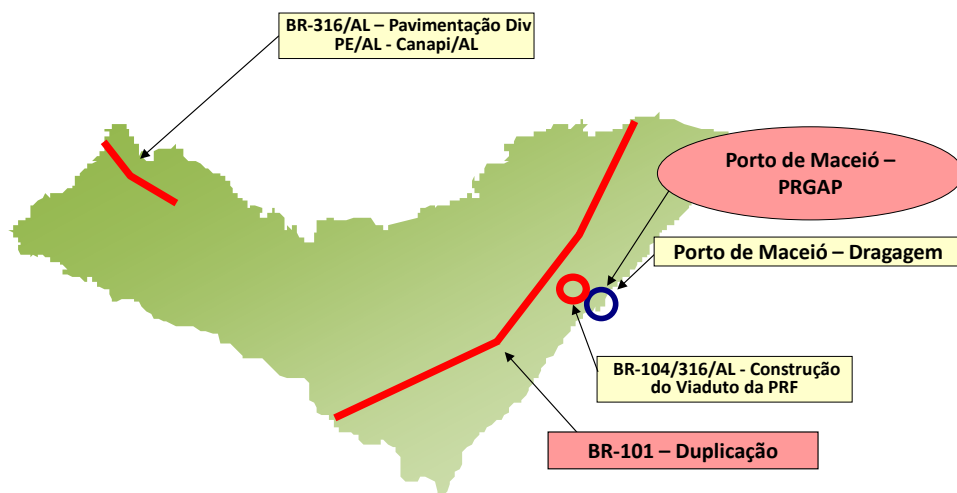 BR-316/AL – Pavimentação Div
PE/AL - Canapi/AL
Porto de Maceió –
PRGAP
Porto de Maceió – Dragagem
BR-104/316/AL - Construção
do Viaduto da PRF
BR-101 – Duplicação